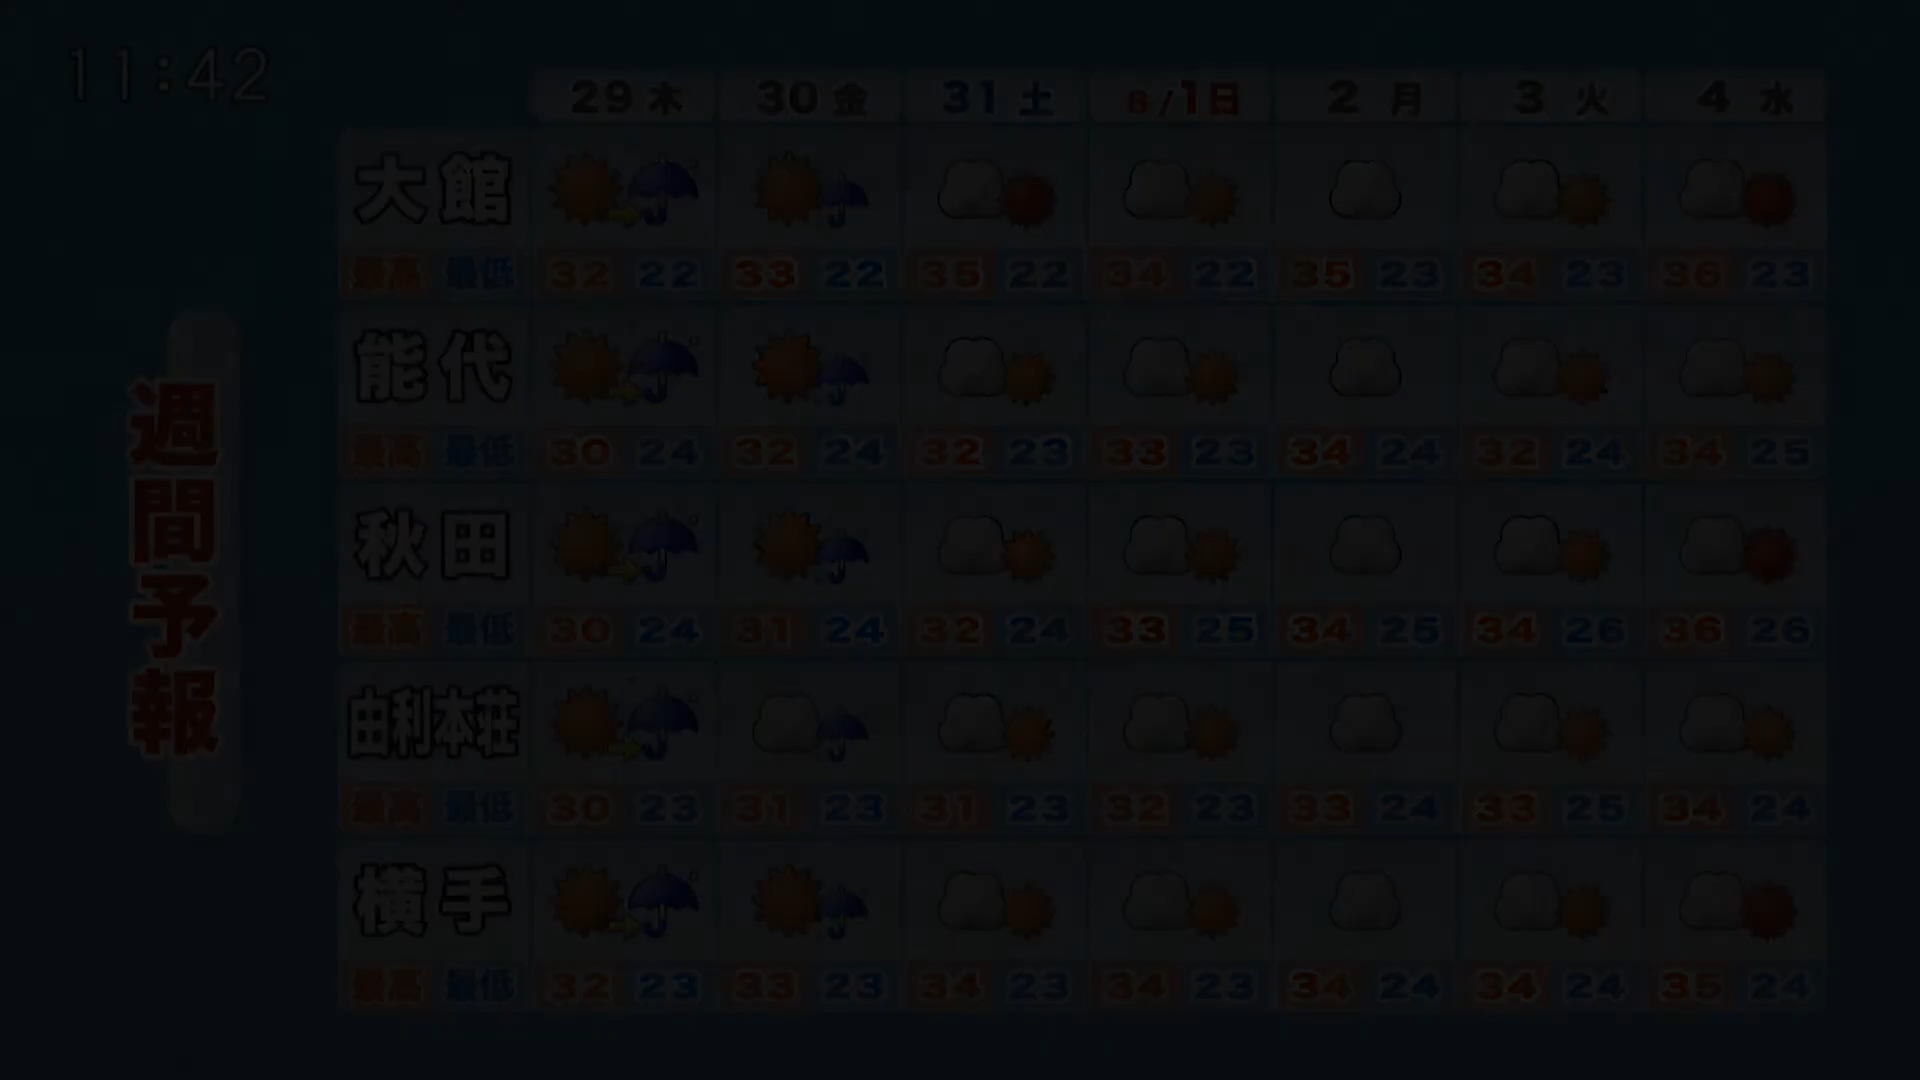 11:42
29 木 30 金 31 土 8/1日 2 月 3 火 4 水
週間予報
大館
最高 最低 32 22 33 22 35 22 34 22 35 23 34 23 36 23
能代
最高 最低 30 24 32 24 32 23 33 23 34 24 32 24 34 25
秋田
最高 最低 30 24 31 24 32 24 33 25 34 25 34 26 36 26
由利本荘
最高 最低 30 23 31 23 31 23 32 23 33 24 33 25 34 24
横手
最高 最低 32 23 33 23 34 23 34 23 34 24 34 24 35 24